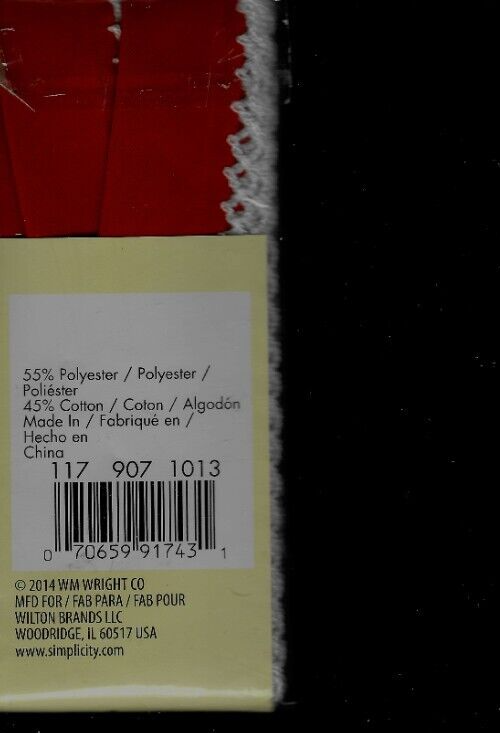 55% Polyester / Polyester /
Poliéster
45% Cotton / Coton / Algodón
Made In / Fabriqué en /
Hecho en
China
117 907 1013
0 70659 91743 1
© 2014 WM WRIGHT CO
MFD FOR / FAB PARA / FAB POUR
WILTON BRANDS LLC
WOODRIDGE, IL 60517 USA
www.simplicity.com